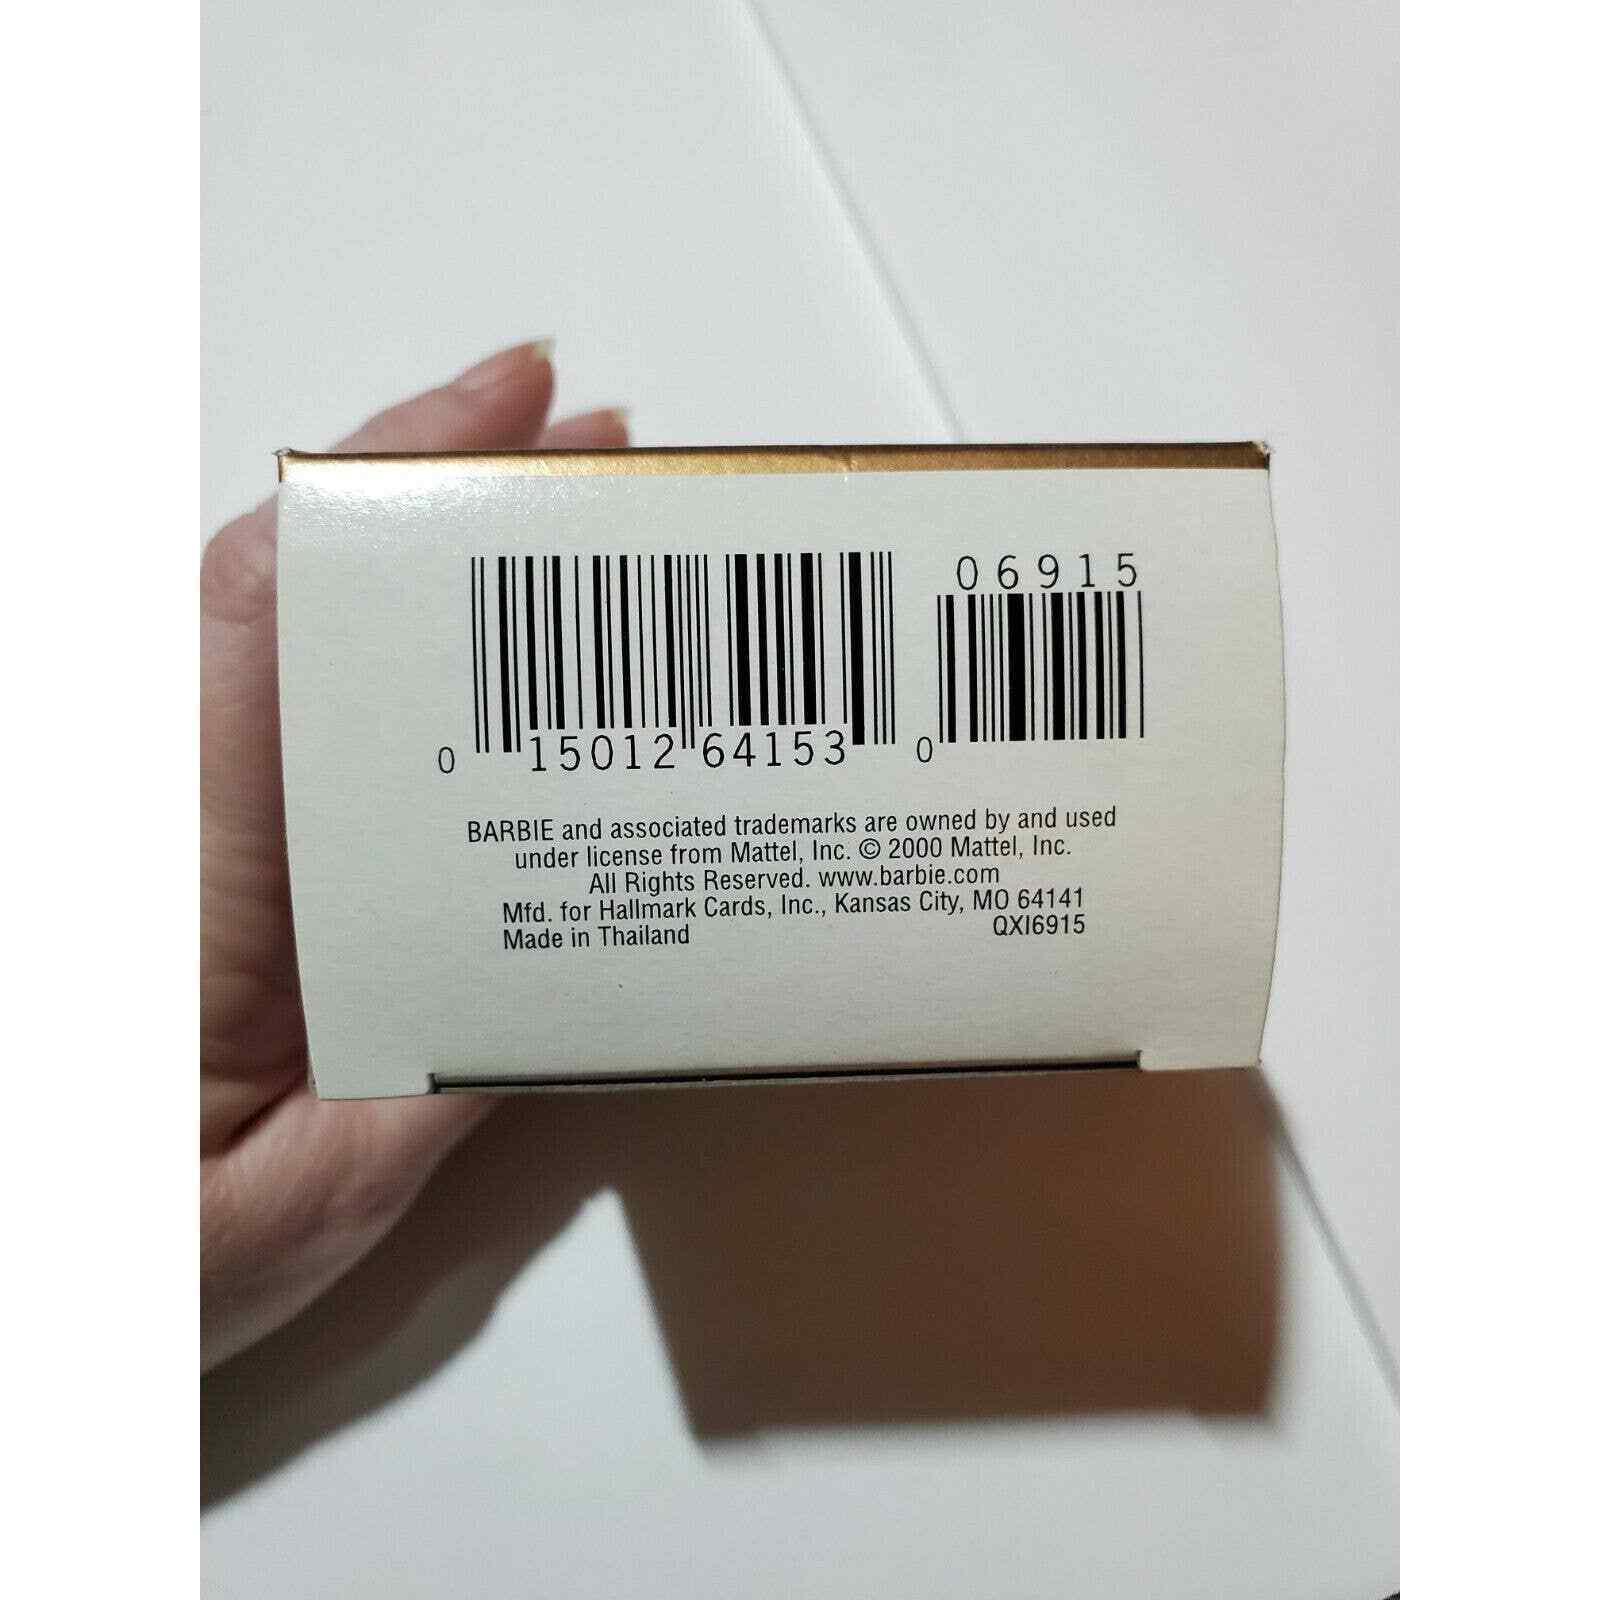 06915
0 15012 64153 0
BARBIE and associated trademarks are owned by and used
under license from Mattel, Inc. © 2000 Mattel, Inc.
All Rights Reserved. www.barbie.com
Mfd. for Hallmark Cards, Inc., Kansas City, MO 64141
Made in Thailand QXI6915